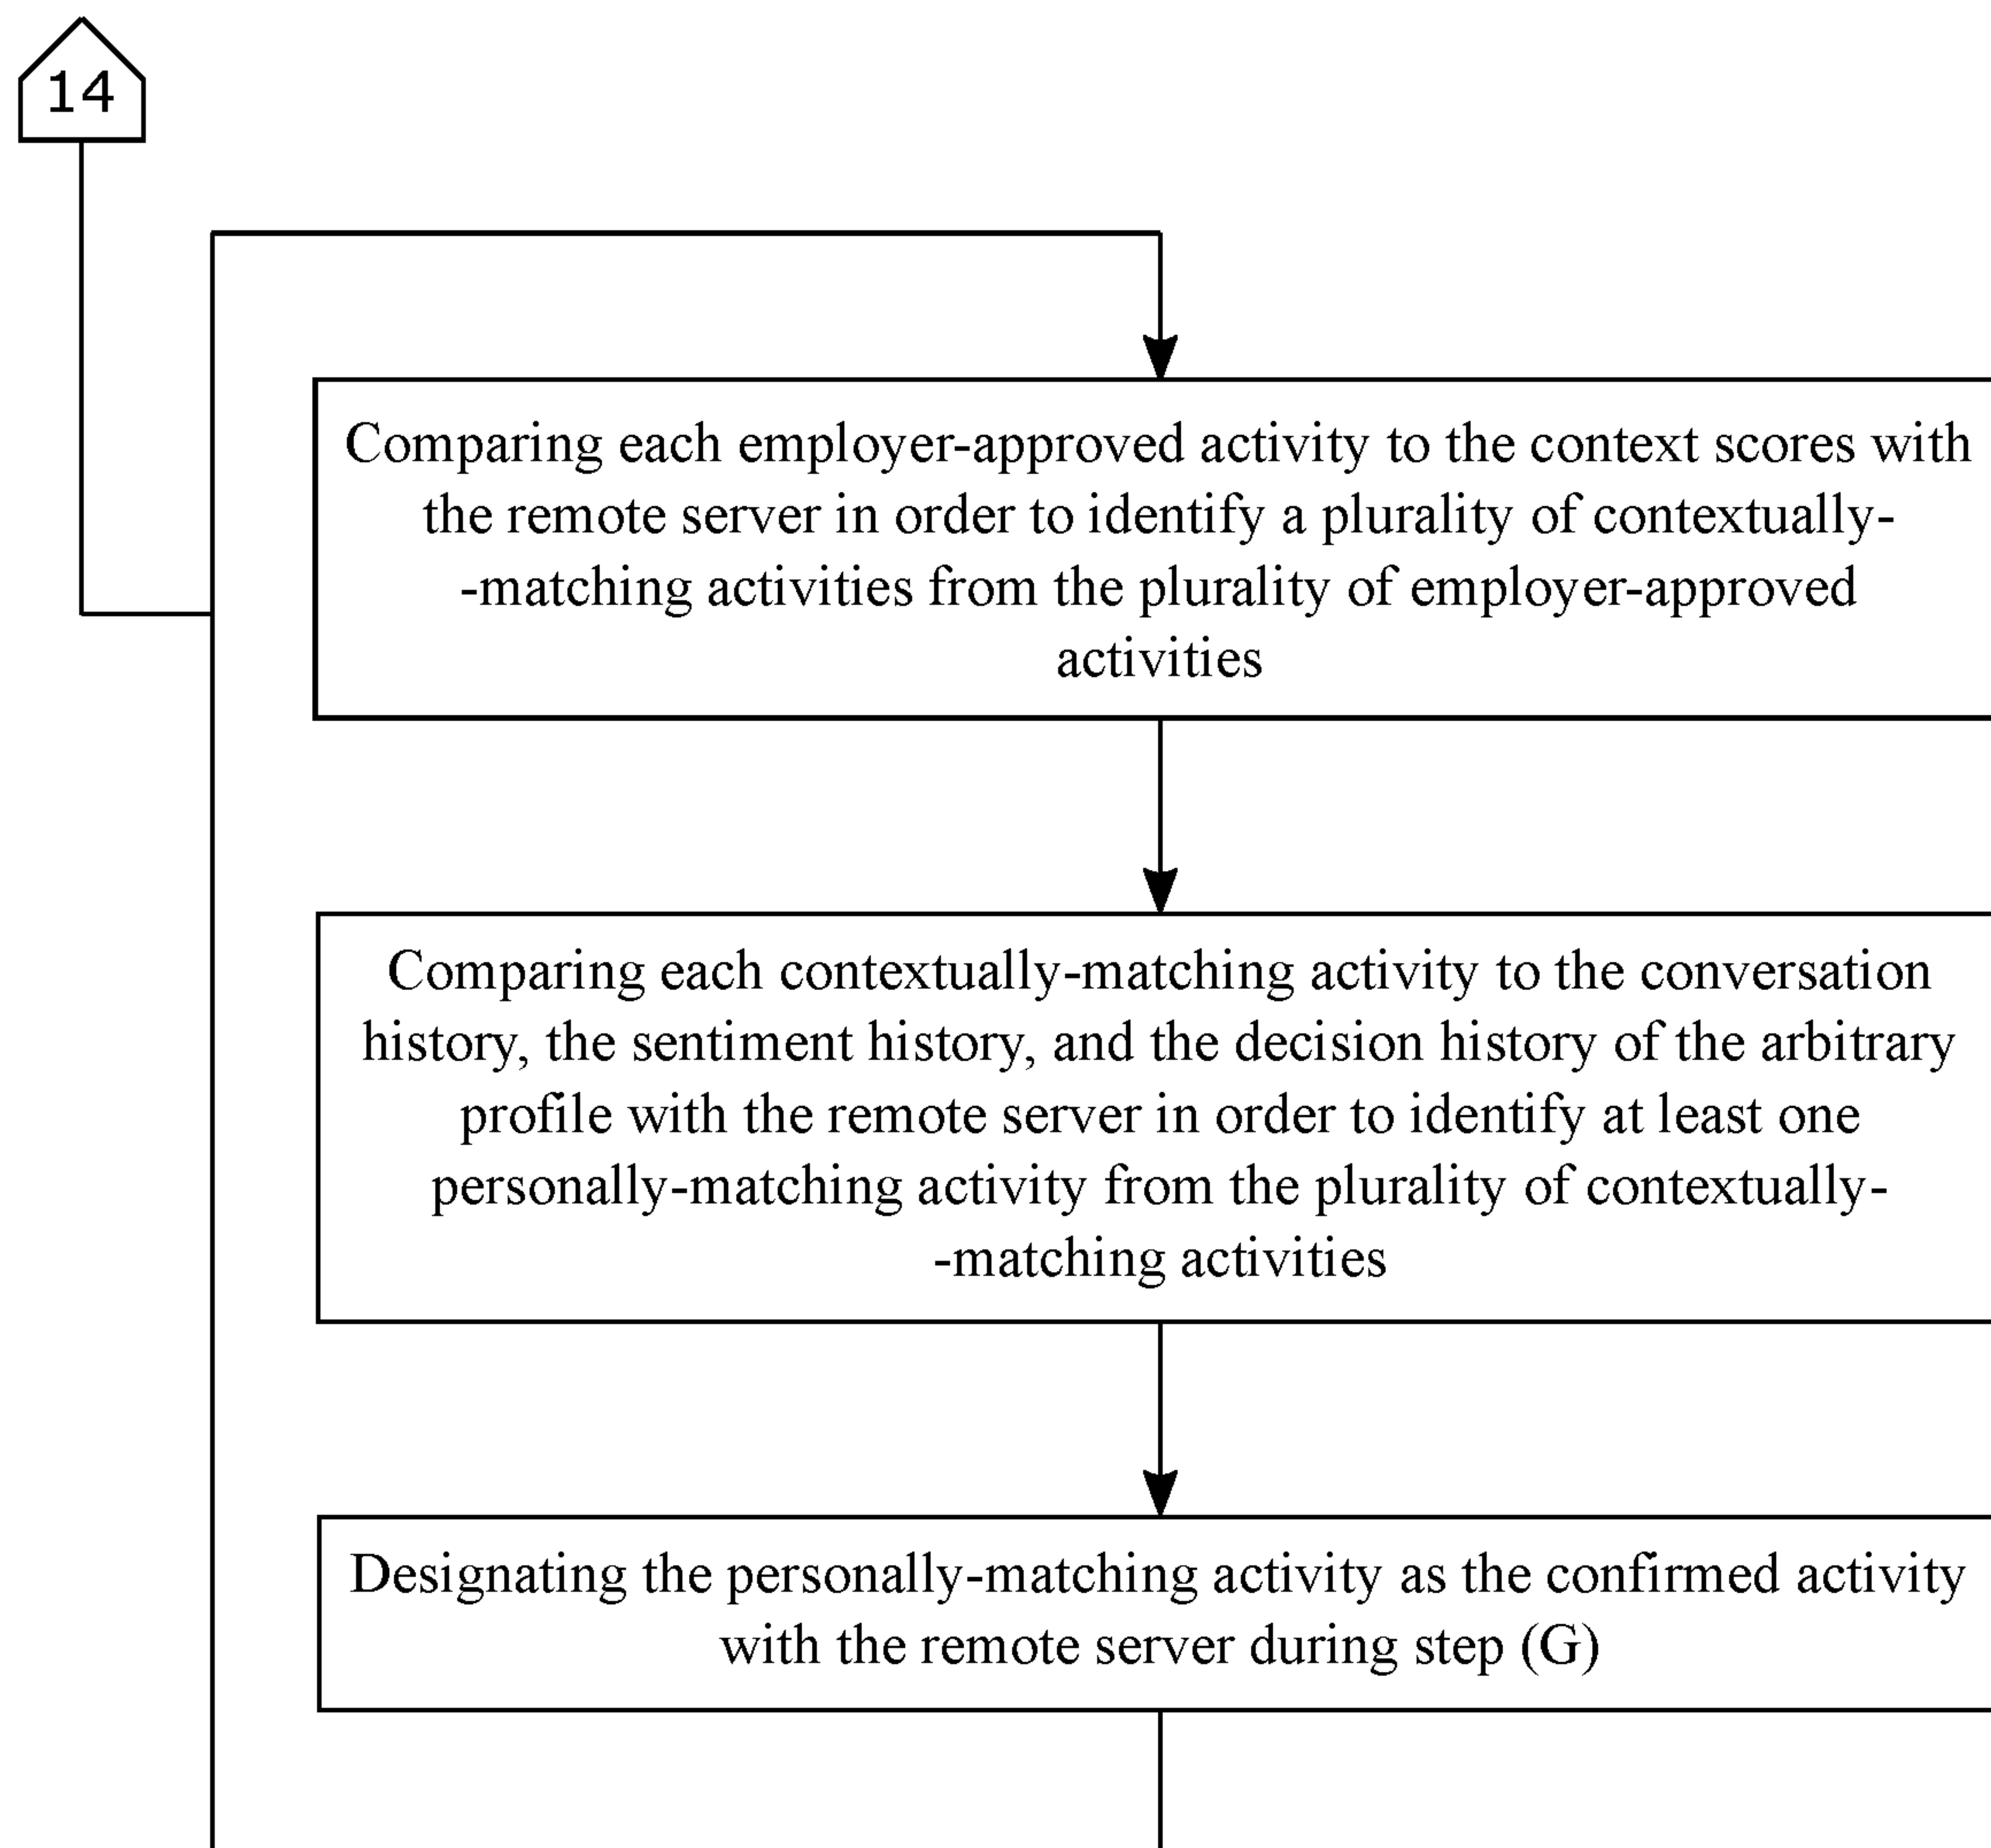 14
Comparing each employer-approved activity to the context scores with
the remote server in order to identify a plurality of contextually-
-matching activities from the plurality of employer-approved
activities
Comparing each contextually-matching activity to the conversation
history, the sentiment history, and the decision history of the arbitrary
profile with the remote server in order to identify at least one
personally-matching activity from the plurality of contextually-
-matching activities
Designating the personally-matching activity as the confirmed activity
with the remote server during step (G)